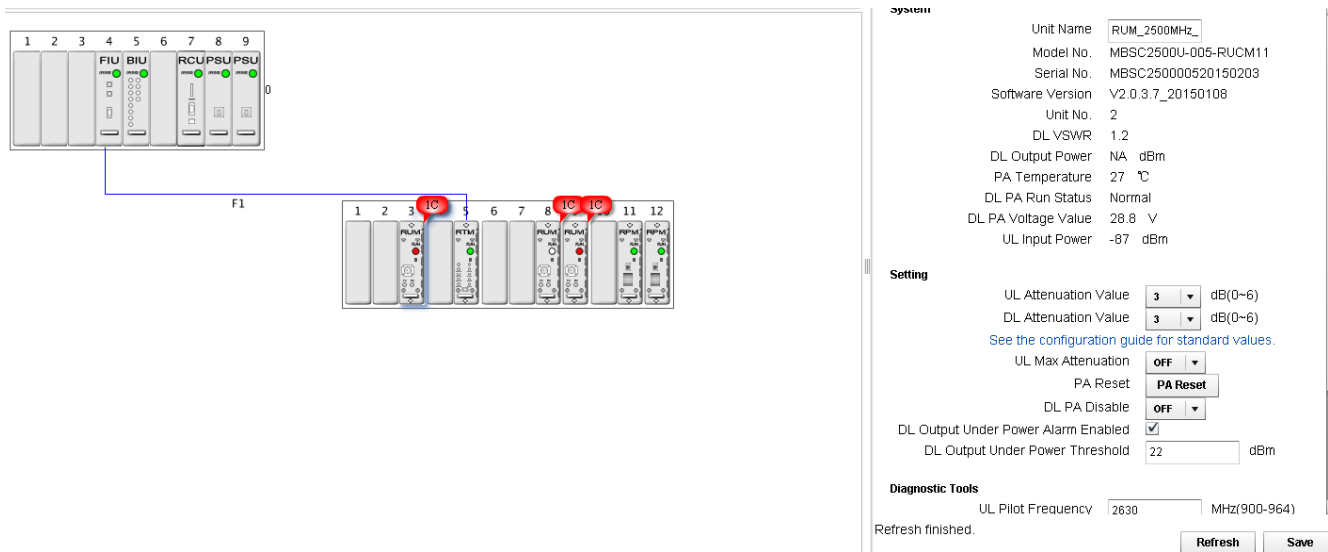 1 2 3 4 5 6 7 8 9
FIU BIU RCU PSU PSU
0
F1
1 2 3 5 6 7 8 11 12
1C 1C 1C
RUM RTM RUM RUM RPM RPM
System
Unit Name RUM_2500MHz_
Model No. MBSC2500U-005-RUCM11
Serial No. MBSC250000520150203
Software Version V2.0.3.7_20150108
Unit No. 2
DL VSWR 1.2
DL Output Power NA dBm
PA Temperature 27 ℃
DL PA Run Status Normal
DL PA Voltage Value 28.8 V
UL Input Power -87 dBm
Setting
UL Attenuation Value 3 dB(0~6)
DL Attenuation Value 3 dB(0~6)
See the configuration guide for standard values.
UL Max Attenuation OFF
PA Reset PA Reset
DL PA Disable OFF
DL Output Under Power Alarm Enabled
DL Output Under Power Threshold 22 dBm
Diagnostic Tools
UL Pilot Frequency 2630 MHz(900-964)
Refresh finished.
Refresh Save